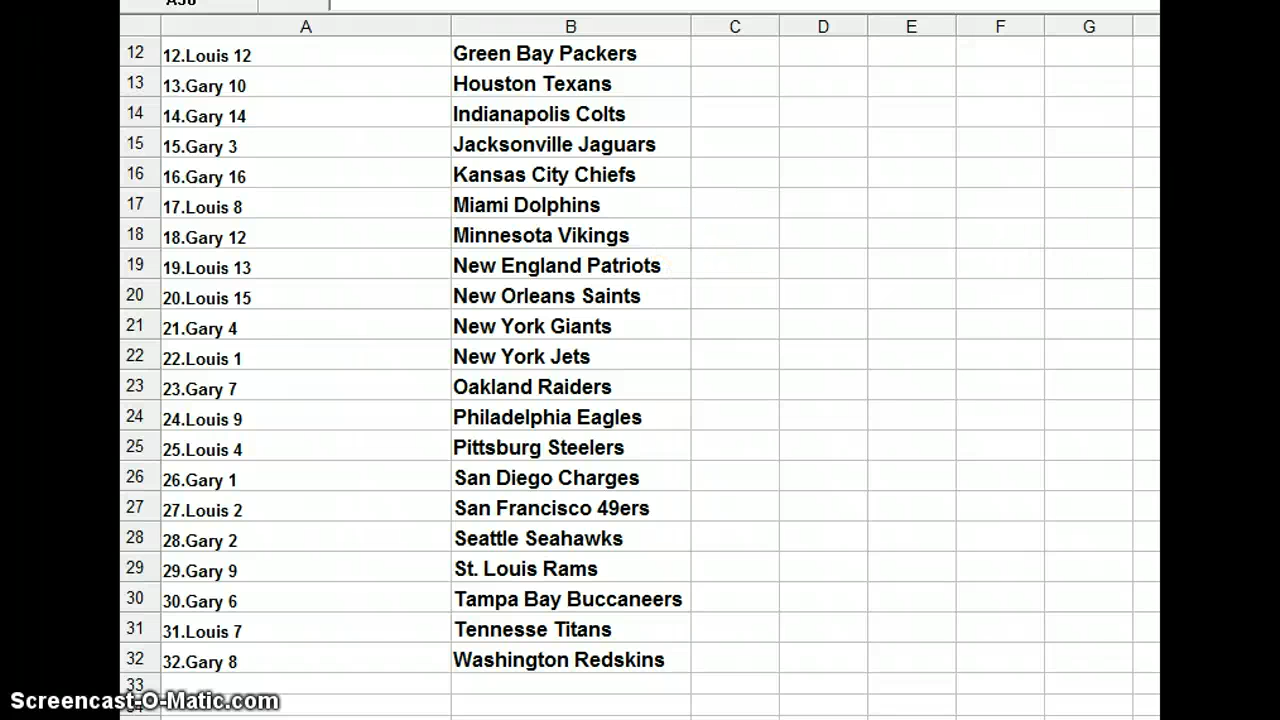 A38
A B C D E F G
12 12.Louis 12 Green Bay Packers
13 13.Gary 10 Houston Texans
14 14.Gary 14 Indianapolis Colts
15 15.Gary 3 Jacksonville Jaguars
16 16.Gary 16 Kansas City Chiefs
17 17.Louis 8 Miami Dolphins
18 18.Gary 12 Minnesota Vikings
19 19.Louis 13 New England Patriots
20 20.Louis 15 New Orleans Saints
21 21.Gary 4 New York Giants
22 22.Louis 1 New York Jets
23 23.Gary 7 Oakland Raiders
24 24.Louis 9 Philadelphia Eagles
25 25.Louis 4 Pittsburg Steelers
26 26.Gary 1 San Diego Charges
27 27.Louis 2 San Francisco 49ers
28 28.Gary 2 Seattle Seahawks
29 29.Gary 9 St. Louis Rams
30 30.Gary 6 Tampa Bay Buccaneers
31 31.Louis 7 Tennesse Titans
32 32.Gary 8 Washington Redskins
33
Screencast-O-Matic.com